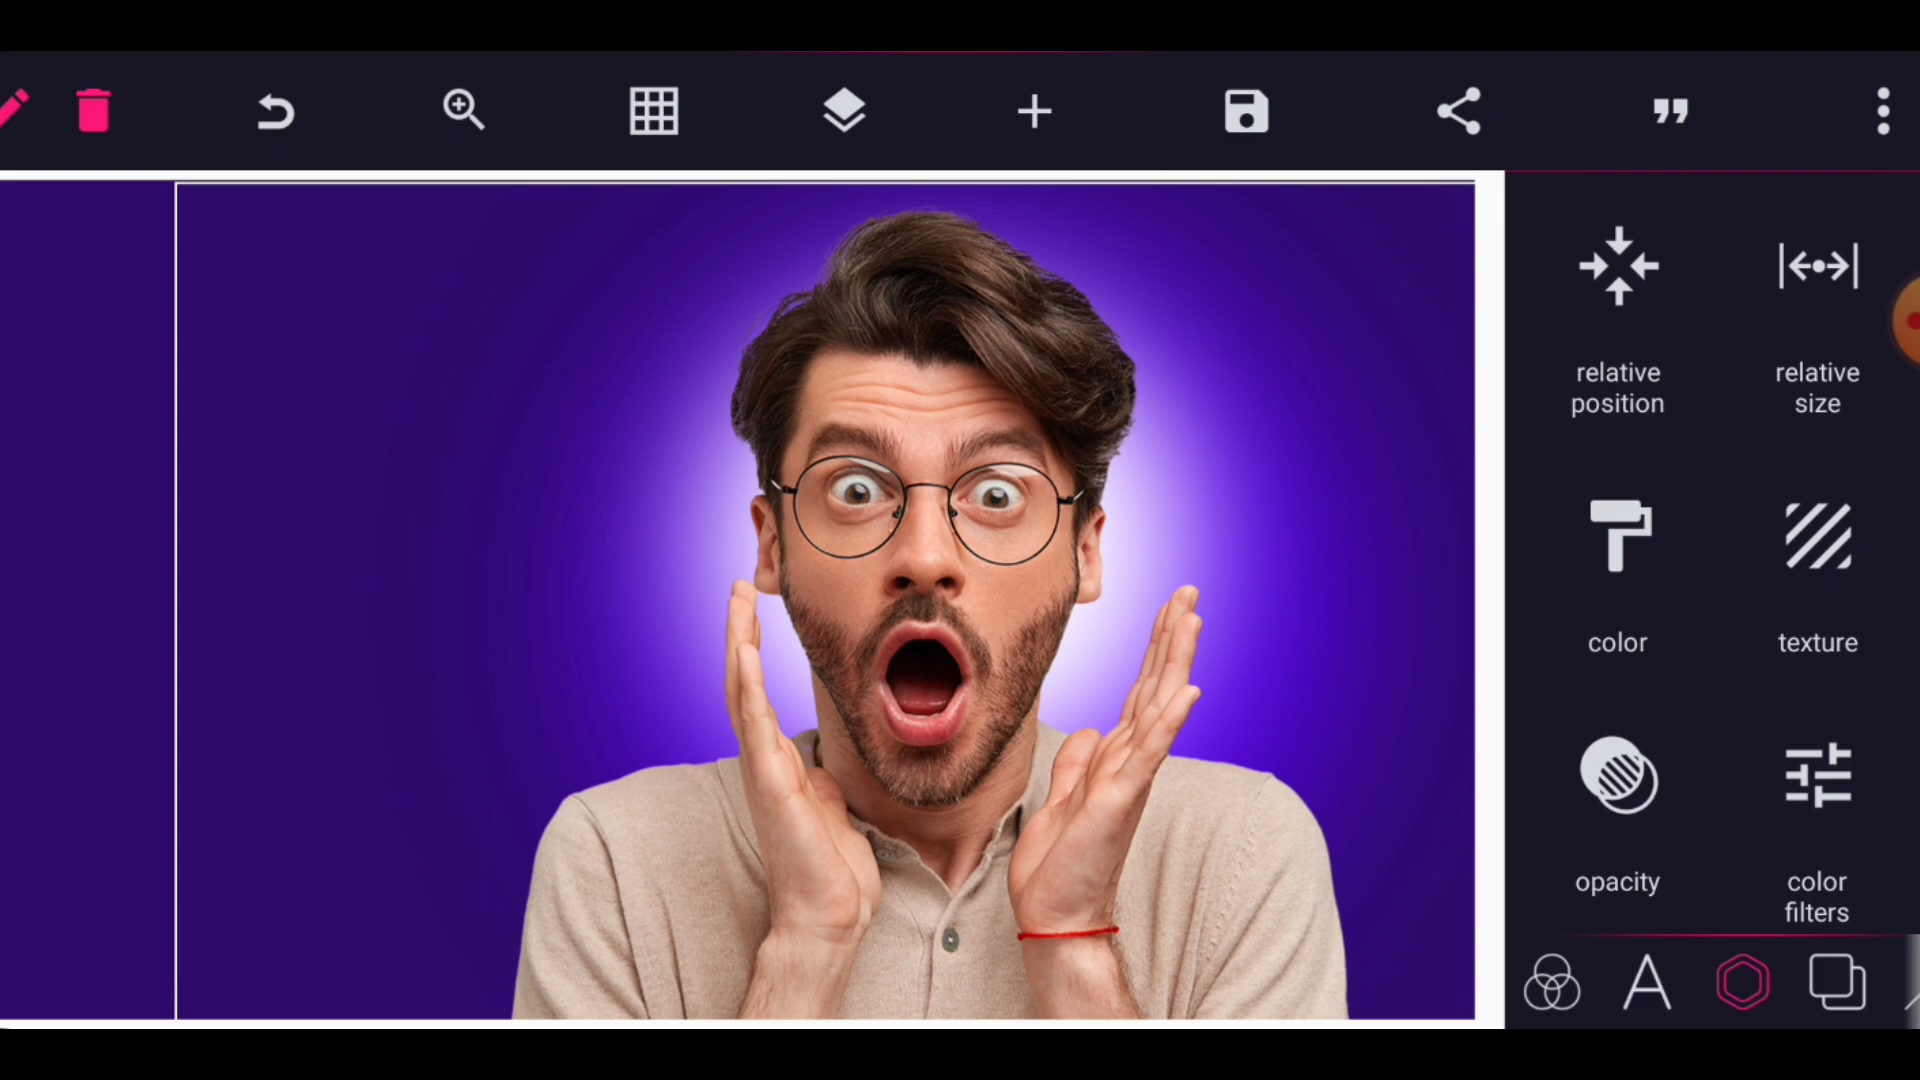 relative
position
relative
size
color
texture
opacity
color
filters